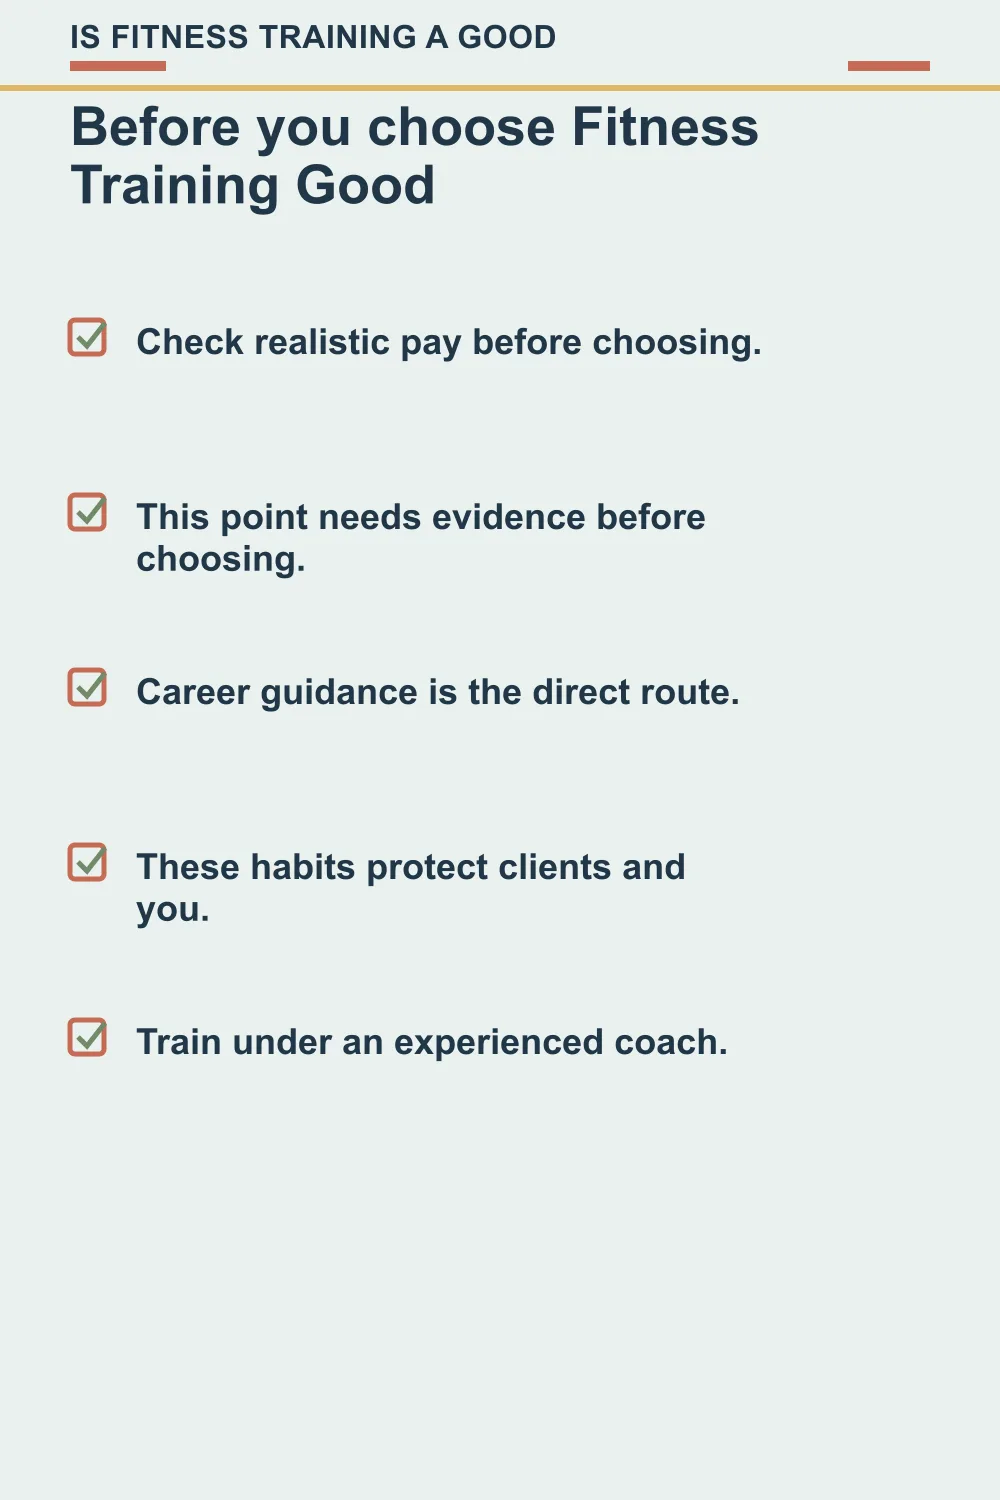 IS FITNESS TRAINING A GOOD
Before you choose Fitness
Training Good
Check realistic pay before choosing.
This point needs evidence before
choosing.
Career guidance is the direct route.
These habits protect clients and
you.
Train under an experienced coach.